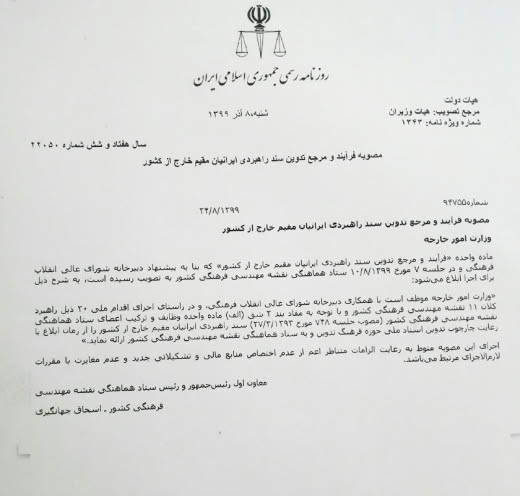 روزنامه رسمی جمهوری اسلامی ایران
شنبه، ۸ آذر ۱۳۹۹
هیات دولت
مرجع تصویب: هیات وزیران
شماره ویژه نامه: ۱۳۴۳
سال هفتاد و شش شماره ۲۲۰۵۰
مصوبه فرآیند و مرجع تدوین سند راهبردی ایرانیان مقیم خارج از کشور
شماره۹۴۷۵۵
۲۴/۸/۱۳۹۹
مصوبه فرآیند و مرجع تدوین سند راهبردی ایرانیان مقیم خارج از کشور
وزارت امور خارجه
ماده واحده «فرآیند و مرجع تدوین سند راهبردی ایرانیان مقیم خارج از کشور» که بنا به پیشنهاد دبیرخانه شورای عالی انقلاب
فرهنگی و در جلسه ۷ مورخ ۱۰/۸/۱۳۹۹ ستاد هماهنگی نقشه مهندسی فرهنگی کشور به تصویب رسیده است، به شرح ذیل
برای اجرا ابلاغ می‌شود:
«وزارت امور خارجه موظف است با همکاری دبیرخانه شورای عالی انقلاب فرهنگی، و در راستای اجرای اقدام ملی ۲۰ ذیل راهبرد
کلان ۱۱ نقشه مهندسی فرهنگی کشور و با توجه به مفاد بند ۲ شق (الف) ماده واحده وظایف و ترکیب اعضای ستاد هماهنگی
نقشه مهندسی فرهنگی کشور (مصوب جلسه ۷۴۸ مورخ ۲۷/۳/۱۳۹۳) سند راهبردی ایرانیان مقیم خارج از کشور را از زمان ابلاغ با
رعایت چارچوب تدوین اسناد ملی حوزه فرهنگ تدوین و به ستاد هماهنگی نقشه مهندسی فرهنگی کشور ارائه نماید.»
اجرای این مصوبه منوط به رعایت الزامات متناظر اعم از عدم اختصاص منابع مالی و تشکیلاتی جدید و عدم مغایرت با مقررات
لازم‌الاجرای مرتبط می‌باشد.
معاون اول رئیس‌جمهور و رئیس ستاد هماهنگی نقشه مهندسی
فرهنگی کشور ـ اسحاق جهانگیری